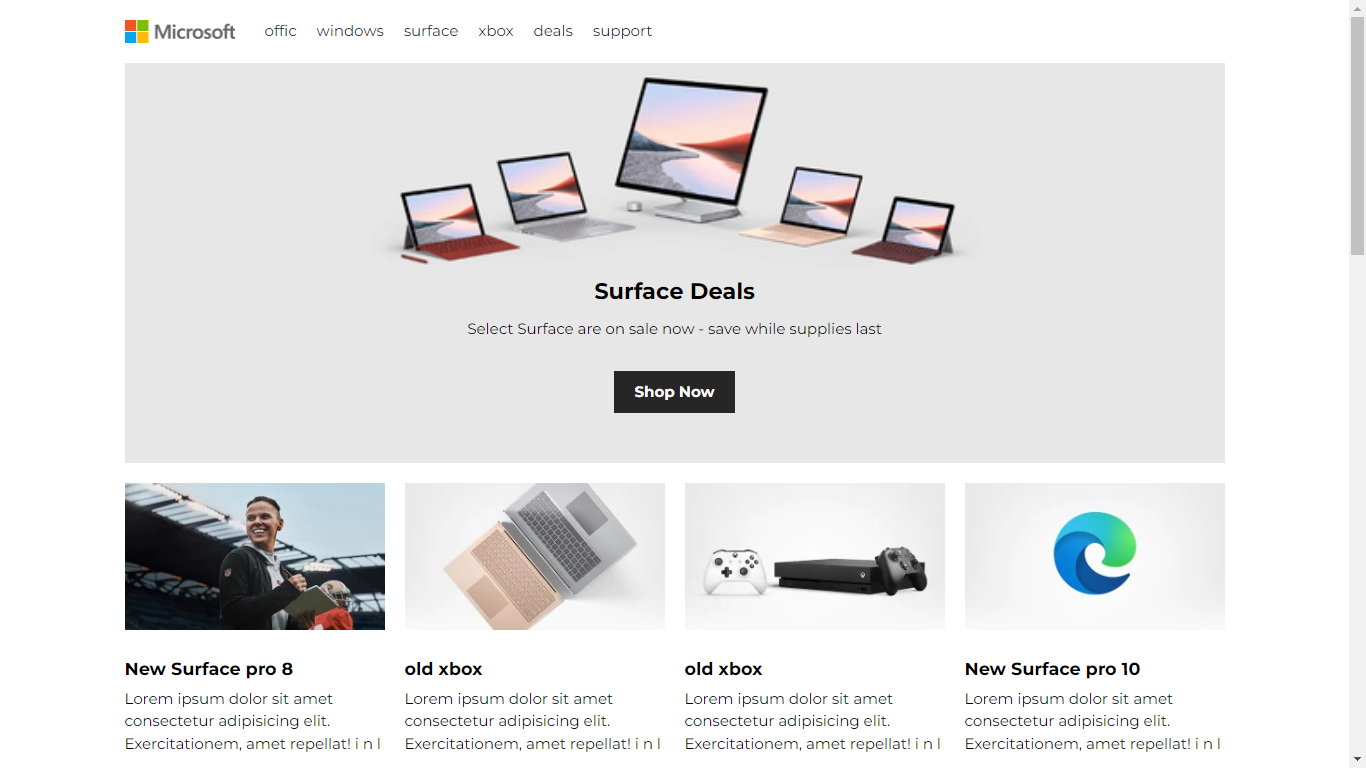 Microsoft offic windows surface xbox deals support
Surface Deals
Select Surface are on sale now - save while supplies last
Shop Now
New Surface pro 8
Lorem ipsum dolor sit amet
consectetur adipisicing elit.
Exercitationem, amet repellat! i n l
old xbox
Lorem ipsum dolor sit amet
consectetur adipisicing elit.
Exercitationem, amet repellat! i n l
old xbox
Lorem ipsum dolor sit amet
consectetur adipisicing elit.
Exercitationem, amet repellat! i n l
New Surface pro 10
Lorem ipsum dolor sit amet
consectetur adipisicing elit.
Exercitationem, amet repellat! i n l